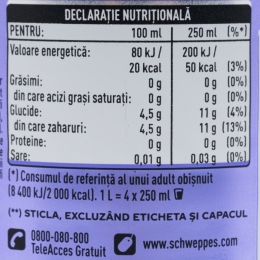 DECLARAȚIE NUTRIȚIONALĂ
PENTRU: 100 ml 250 ml (%*)
Valoare energetică: 80 kJ / 200 kJ /
20 kcal 50 kcal (3%)
Grăsimi: 0 g 0 g (0%)
din care acizi grași saturați: 0 g 0 g (0%)
Glucide: 4,5 g 11 g (4%)
din care zaharuri: 4,5 g 11 g (13%)
Proteine: 0 g 0 g (0%)
Sare: 0,01 g 0,03 g (0%)
(*) Consumul de referință al unui adult obișnuit
(8 400 kJ/2 000 kcal). 1 L = 4 x 250 ml
(**) STICLA, EXCLUZÂND ETICHETA ȘI CAPACUL
0800-080-800
TeleAcces Gratuit
www.schweppes.com